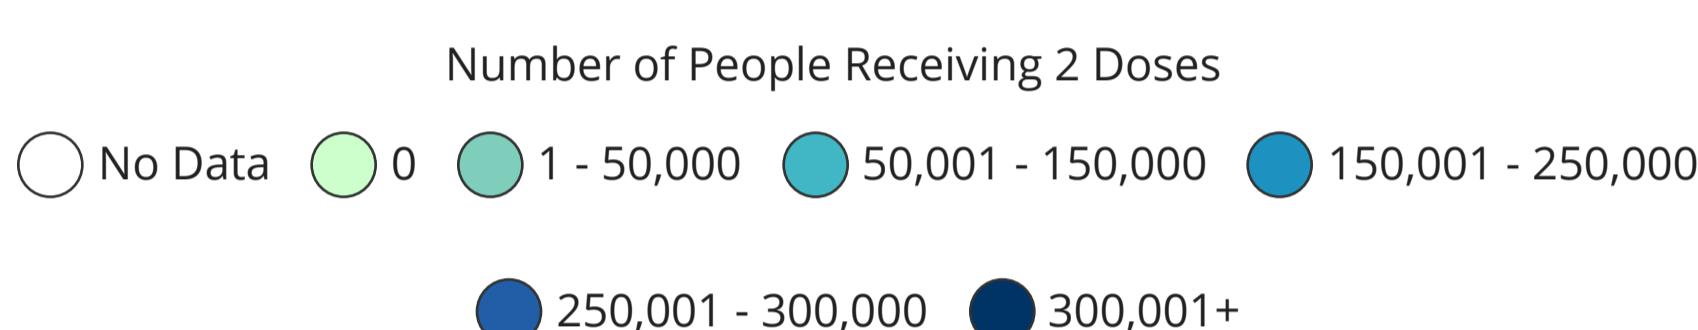 Number of People Receiving 2 Doses
No Data 0 1 - 50,000 50,001 - 150,000 150,001 - 250,000
250,001 - 300,000 300,001+